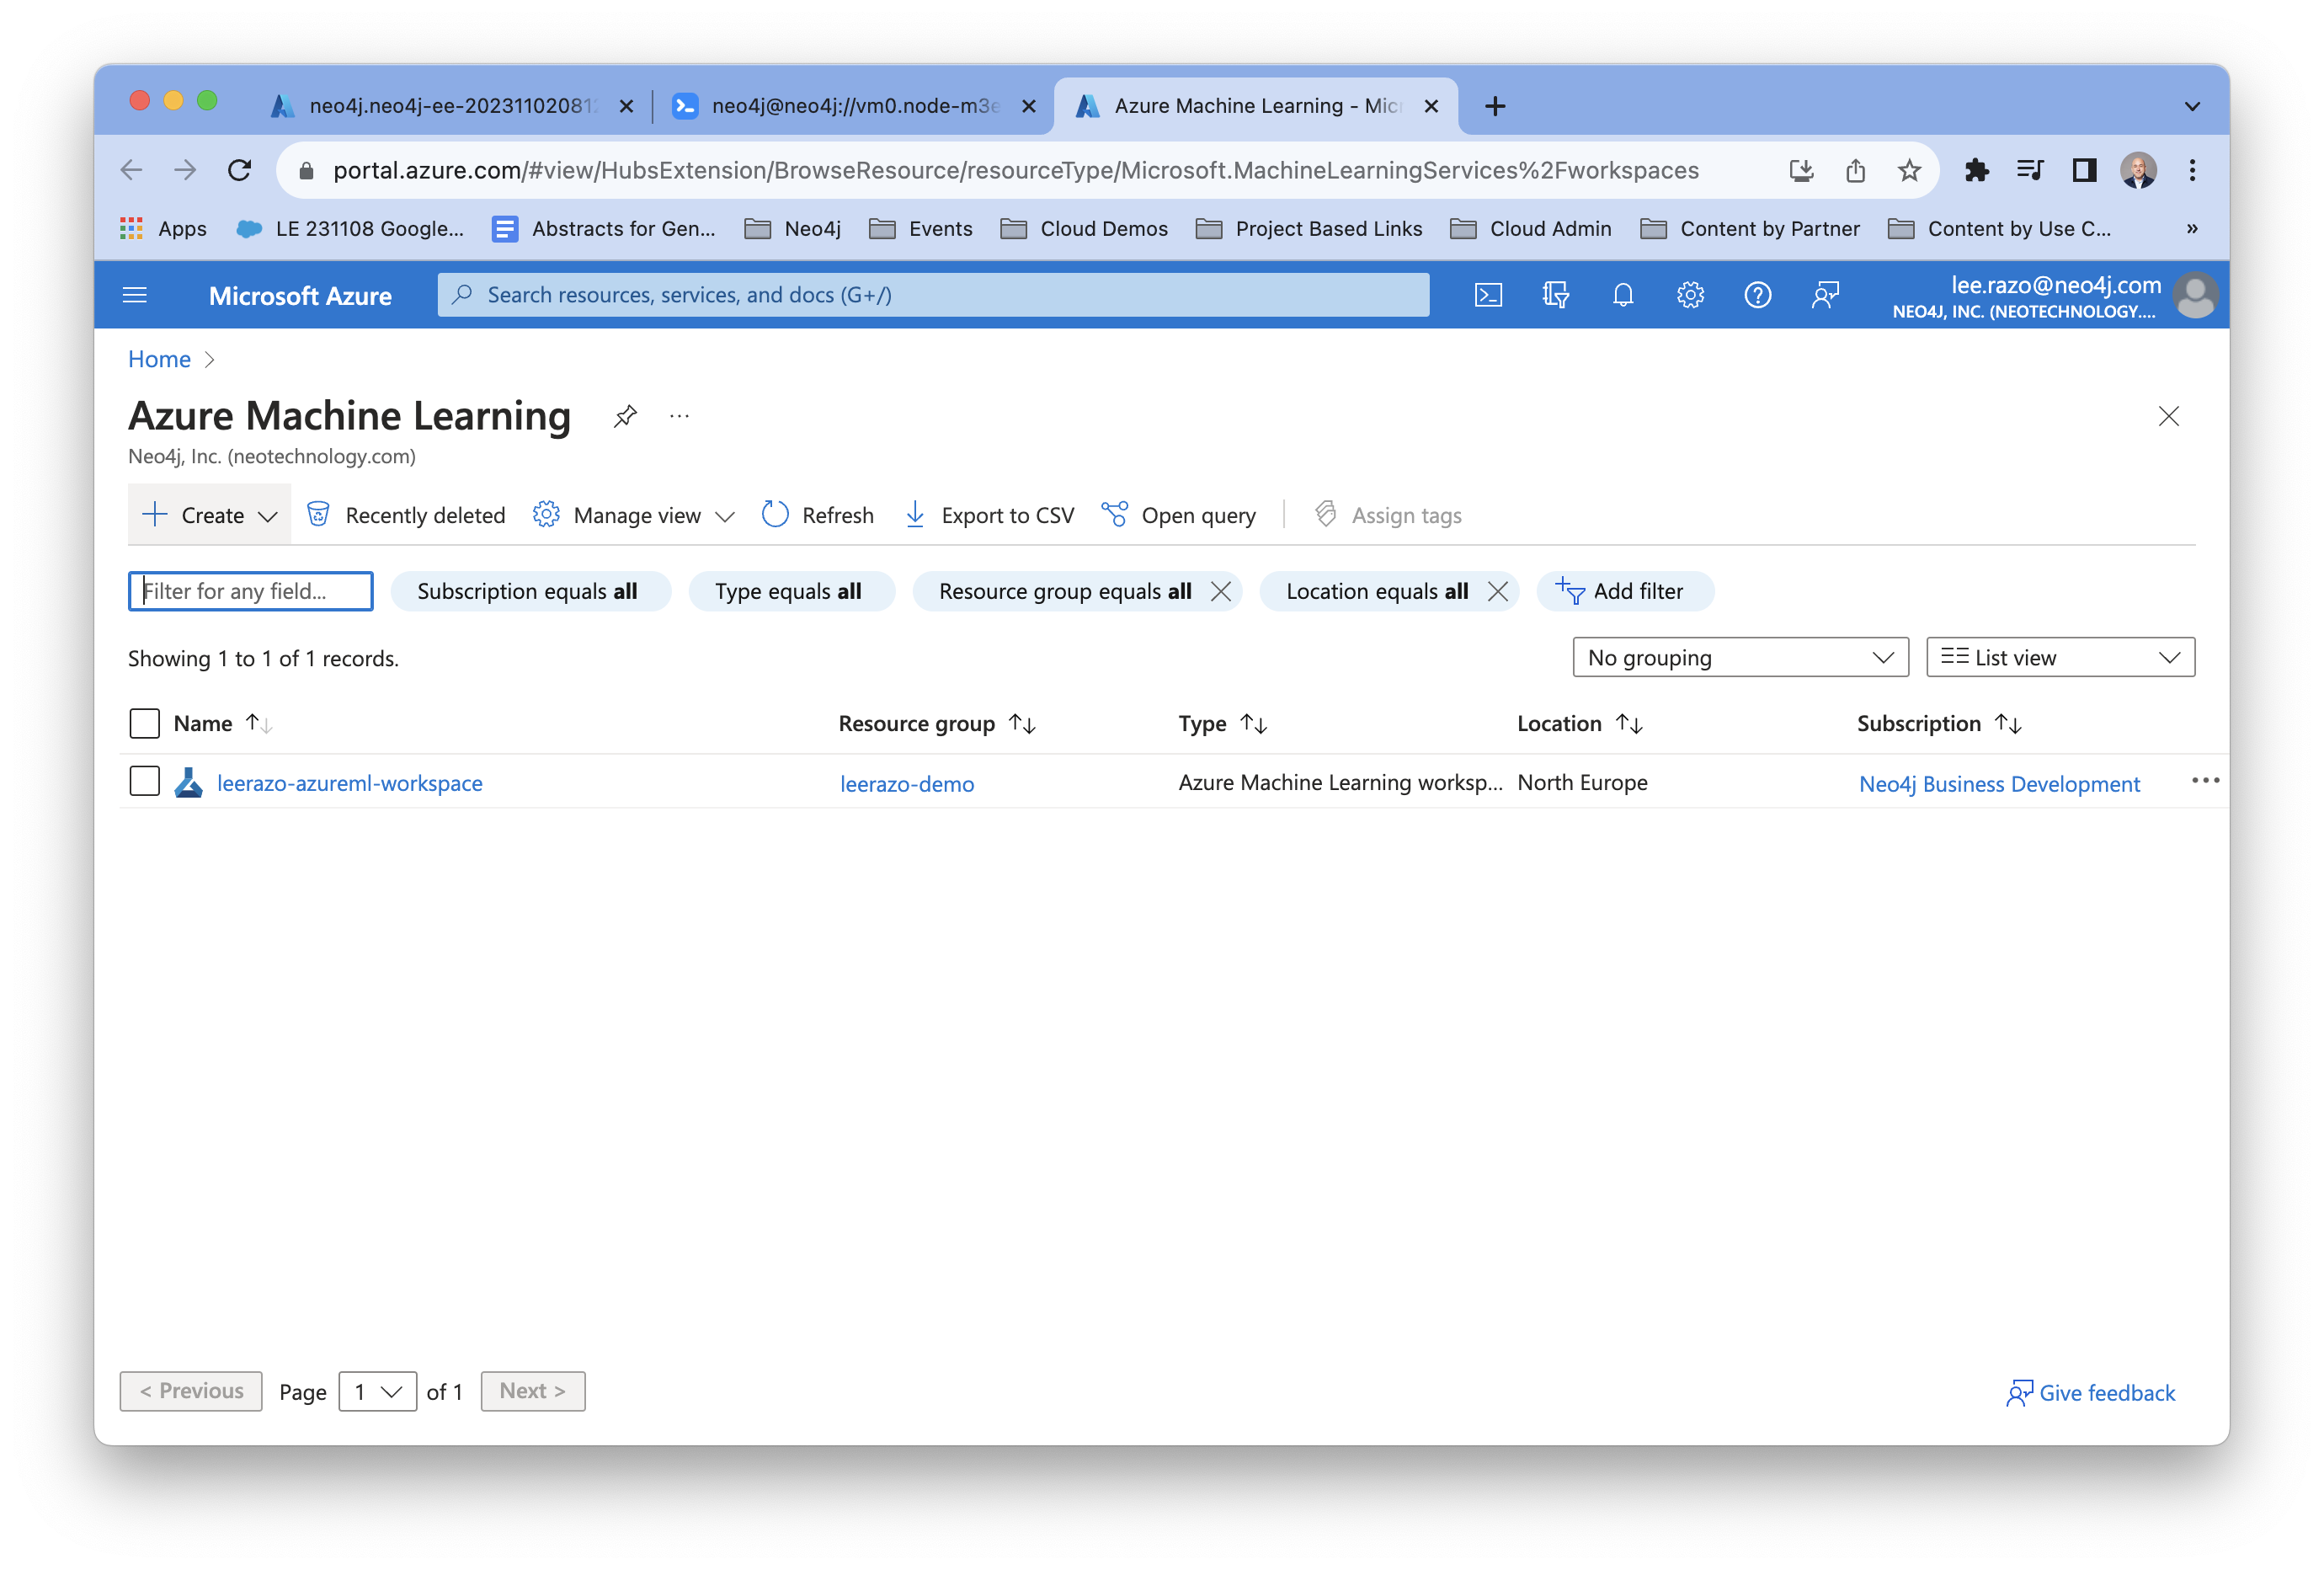 neo4j.neo4j-ee-20231102081
neo4j@neo4j://vm0.node-m3e
Azure Machine Learning - Mic
portal.azure.com/#view/HubsExtension/BrowseResource/resourceType/Microsoft.MachineLearningServices%2Fworkspaces
Apps
LE 231108 Google...
Abstracts for Gen...
Neo4j
Events
Cloud Demos
Project Based Links
Cloud Admin
Content by Partner
Content by Use C...
»
Microsoft Azure
Search resources, services, and docs (G+/)
lee.razo@neo4j.com
NEO4J, INC. (NEOTECHNOLOGY....
Home
Azure Machine Learning
Neo4j, Inc. (neotechnology.com)
Create
Recently deleted
Manage view
Refresh
Export to CSV
Open query
Assign tags
Filter for any field...
Subscription equals all
Type equals all
Resource group equals all
Location equals all
Add filter
Showing 1 to 1 of 1 records.
No grouping
List view
Name
Resource group
Type
Location
Subscription
leerazo-azureml-workspace
leerazo-demo
Azure Machine Learning worksp...
North Europe
Neo4j Business Development
< Previous
Page
1
of 1
Next >
Give feedback